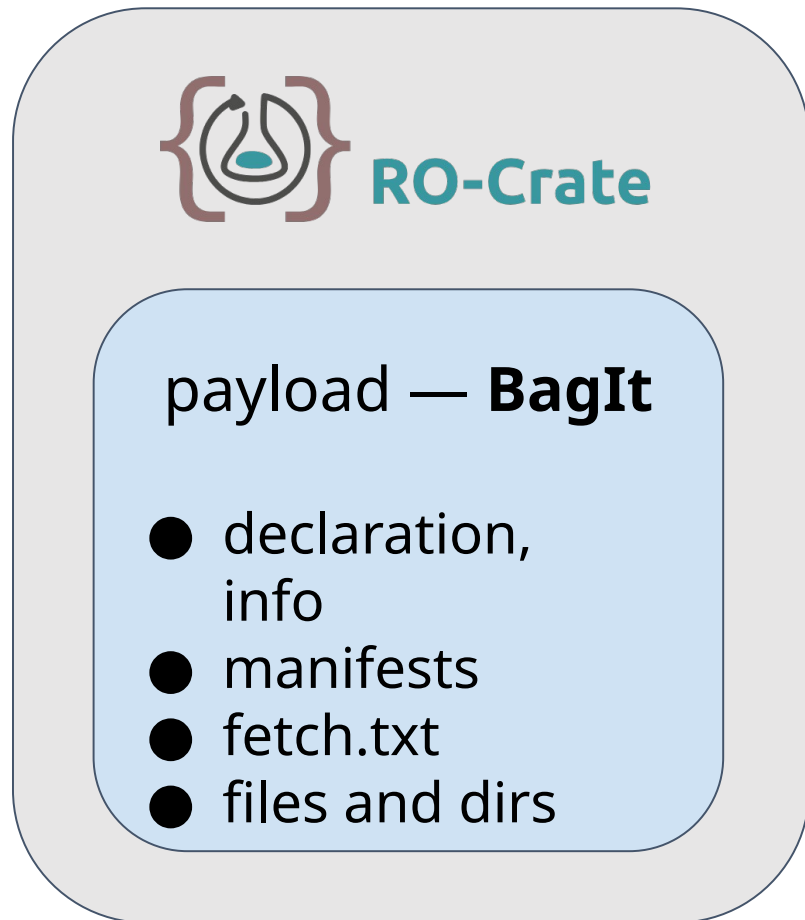 RO-Crate
payload — BagIt
● declaration,
info
● manifests
● fetch.txt
● files and dirs